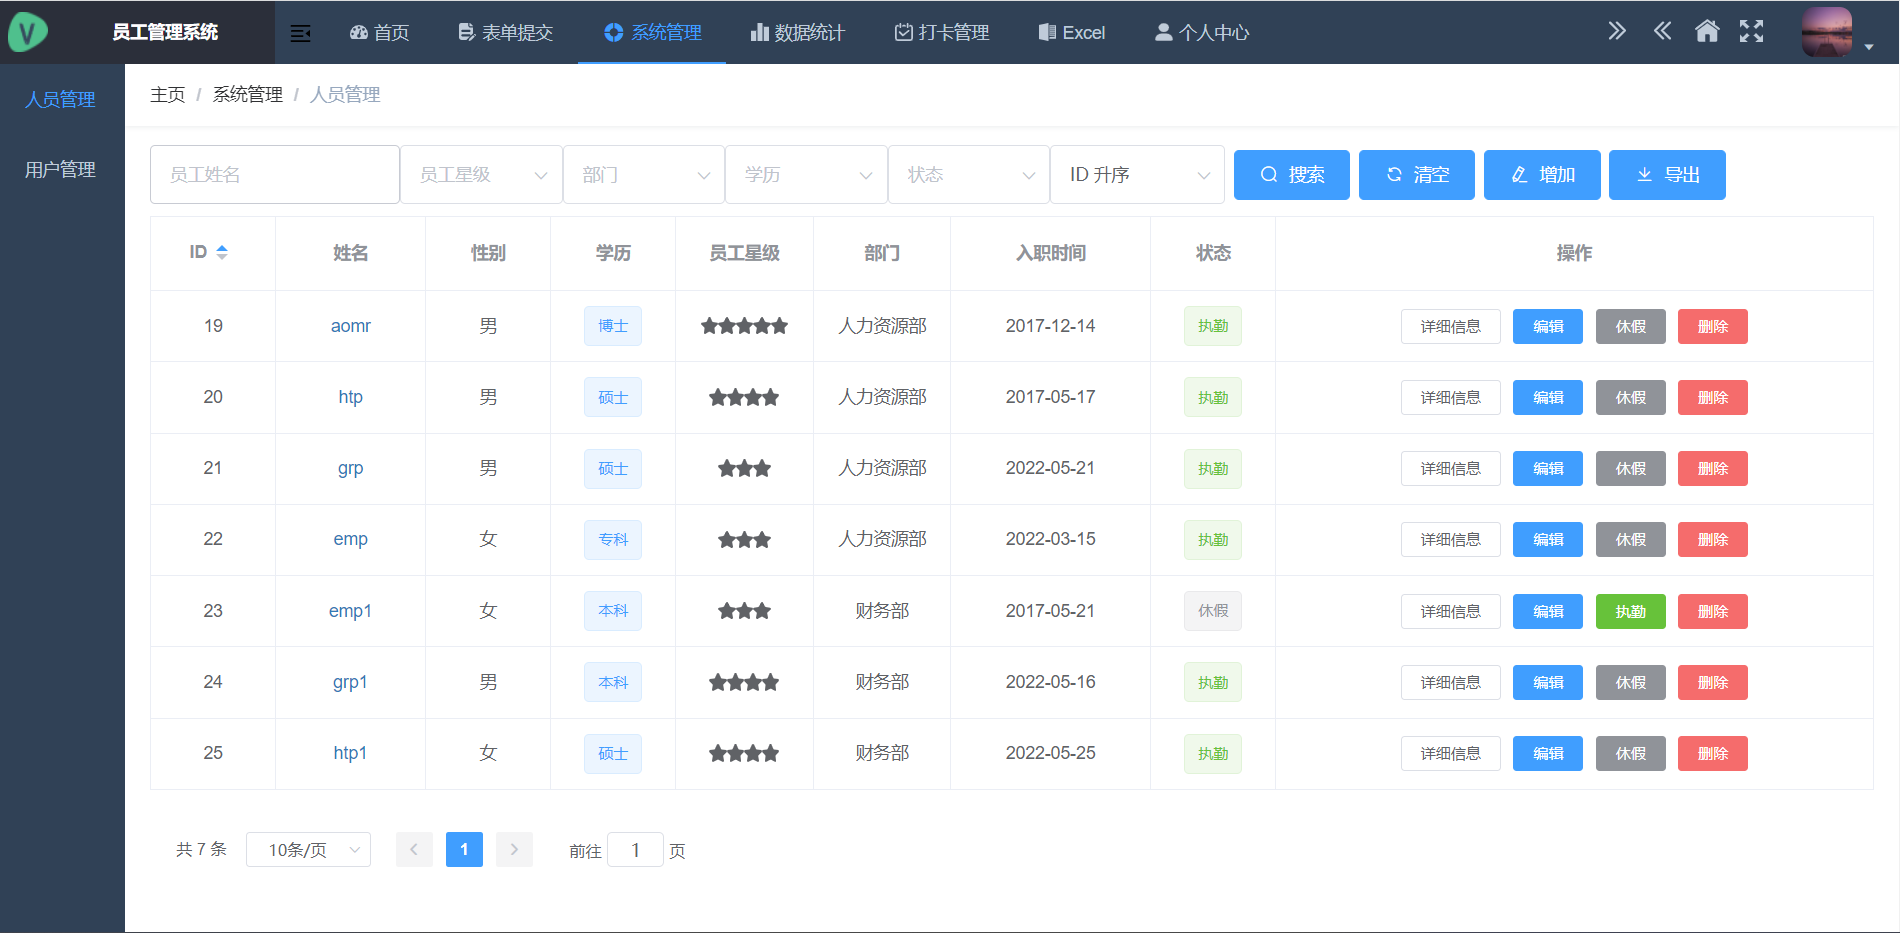 V 员工管理系统 首页 表单提交 系统管理 数据统计 打卡管理 Excel 个人中心
人员管理
用户管理
主页 / 系统管理 / 人员管理
员工姓名 员工星级 部门 学历 状态 ID 升序 搜索 清空 增加 导出
ID 姓名 性别 学历 员工星级 部门 入职时间 状态 操作
19 aomr 男 博士 ★★★★★ 人力资源部 2017-12-14 执勤 详细信息 编辑 休假 删除
20 htp 男 硕士 ★★★★ 人力资源部 2017-05-17 执勤 详细信息 编辑 休假 删除
21 grp 男 硕士 ★★★ 人力资源部 2022-05-21 执勤 详细信息 编辑 休假 删除
22 emp 女 专科 ★★★ 人力资源部 2022-03-15 执勤 详细信息 编辑 休假 删除
23 emp1 女 本科 ★★★ 财务部 2017-05-21 休假 详细信息 编辑 执勤 删除
24 grp1 男 本科 ★★★★ 财务部 2022-05-16 执勤 详细信息 编辑 休假 删除
25 htp1 女 硕士 ★★★★ 财务部 2022-05-25 执勤 详细信息 编辑 休假 删除
共 7 条 10条/页 1 前往 1 页